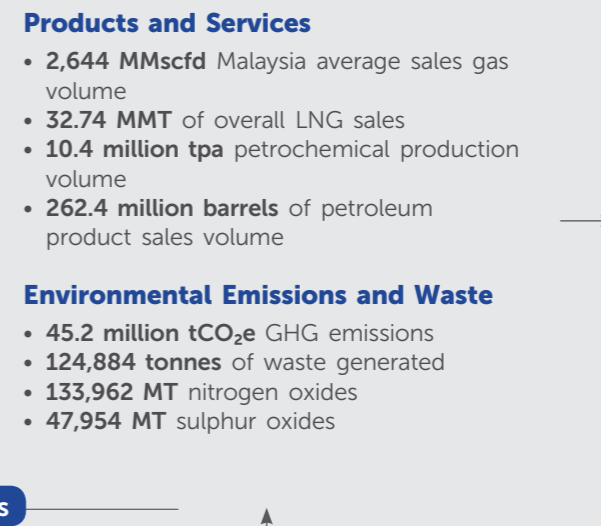 Products and Services
• 2,644 MMscfd Malaysia average sales gas
volume
• 32.74 MMT of overall LNG sales
• 10.4 million tpa petrochemical production
volume
• 262.4 million barrels of petroleum
product sales volume
Environmental Emissions and Waste
• 45.2 million tCO₂e GHG emissions
• 124,884 tonnes of waste generated
• 133,962 MT nitrogen oxides
• 47,954 MT sulphur oxides
s